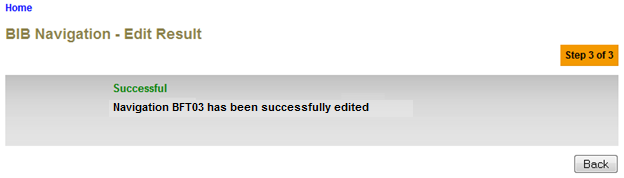 Home
BIB Navigation - Edit Result
Step 3 of 3
Successful
Navigation BFT03 has been successfully edited
Back